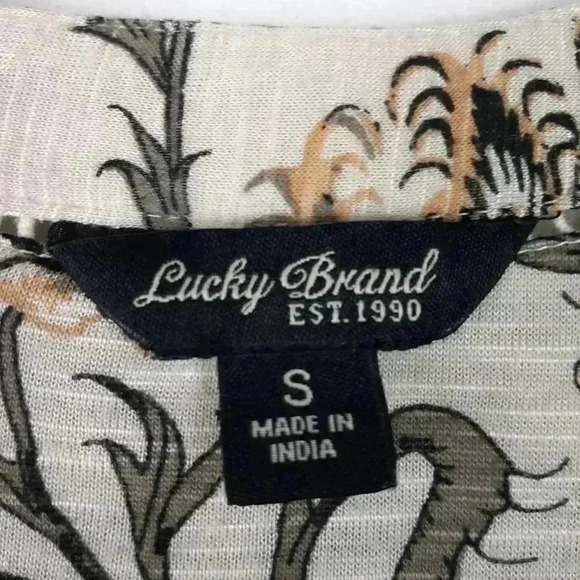 Lucky Brand
EST. 1990
S
MADE IN
INDIA